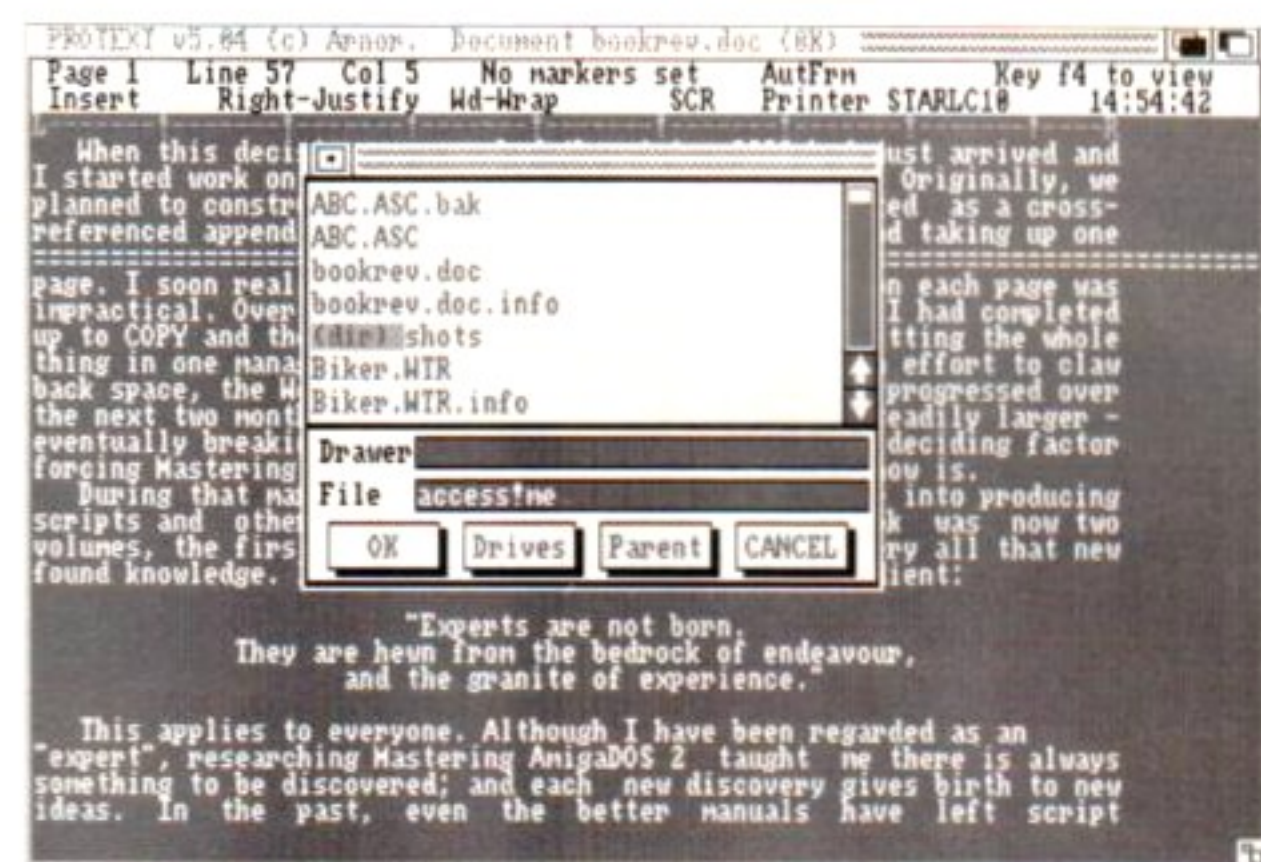 PROTEXT v5.04 (c) Arnor. Document bookrev.doc (8K)
Page 1 Line 57 Col 5 No markers set AutFrm Key f4 to view
Insert Right-Justify Wd-Wrap SCR Printer STARLC10 14:54:42
When this deci ust arrived and
I started work on Originally, we
planned to constr ed as a cross-
referenced append d taking up one
page. I soon real n each page was
impractical. Over I had completed
up to COPY and th tting the whole
thing in one mana effort to claw
back space, the W progressed over
the next two mont eadily larger -
eventually breaki deciding factor
forcing Mastering ow is.
During that ma into producing
scripts and othe k was now two
volumes, the firs ry all that new
found knowledge. lient:
ABC.ASC.bak
ABC.ASC
bookrev.doc
bookrev.doc.info
(dir) shots
Biker.WTR
Biker.WTR.info
Drawer
File access!me
OK Drives Parent CANCEL
"Experts are not born.
They are hewn from the bedrock of endeavour,
and the granite of experience."
This applies to everyone. Although I have been regarded as an
"expert", researching Mastering AmigaDOS 2 taught me there is always
something to be discovered; and each new discovery gives birth to new
ideas. In the past, even the better manuals have left script